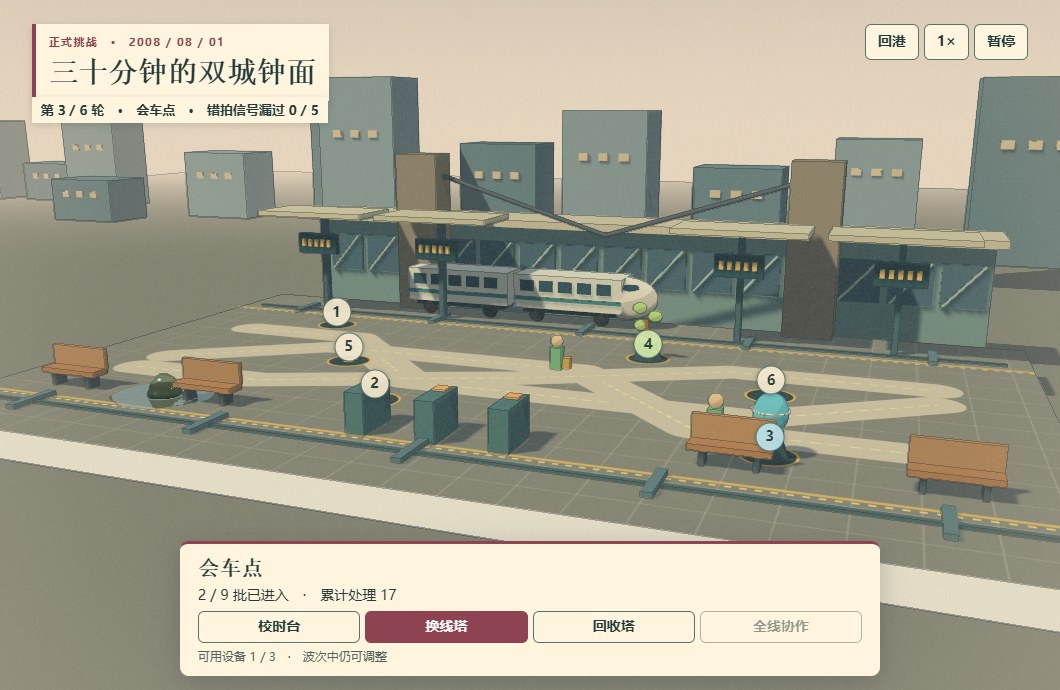 正式挑战 • 2008 / 08 / 01
三十分钟的双城钟面
第 3 / 6 轮 • 会车点 • 错拍信号漏过 0 / 5
回港
1×
暂停
1
5
2
4
6
3
会车点
2 / 9 批已进入 · 累计处理 17
校时台
换线塔
回收塔
全线协作
可用设备 1 / 3 · 波次中仍可调整